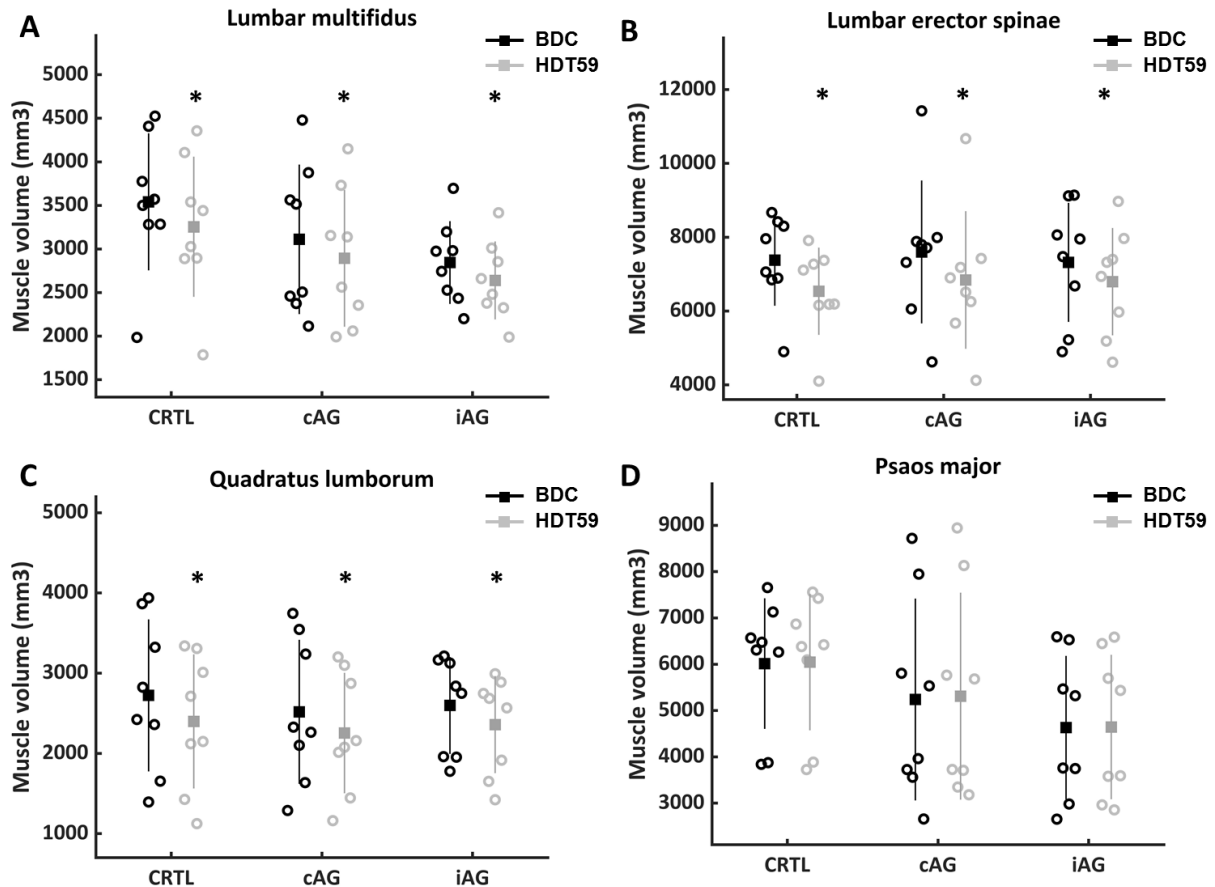 A
Lumbar multifidus
BDC
HDT59
Muscle volume (mm3)
5000
4500
4000
3500
3000
2500
2000
1500
* * *
CRTL cAG iAG
B
Lumbar erector spinae
BDC
HDT59
Muscle volume (mm3)
12000
10000
8000
6000
4000
* * *
CRTL cAG iAG
C
Quadratus lumborum
BDC
HDT59
Muscle volume (mm3)
5000
4000
3000
2000
1000
* * *
CRTL cAG iAG
D
Psaos major
BDC
HDT59
Muscle volume (mm3)
9000
8000
7000
6000
5000
4000
3000
CRTL cAG iAG